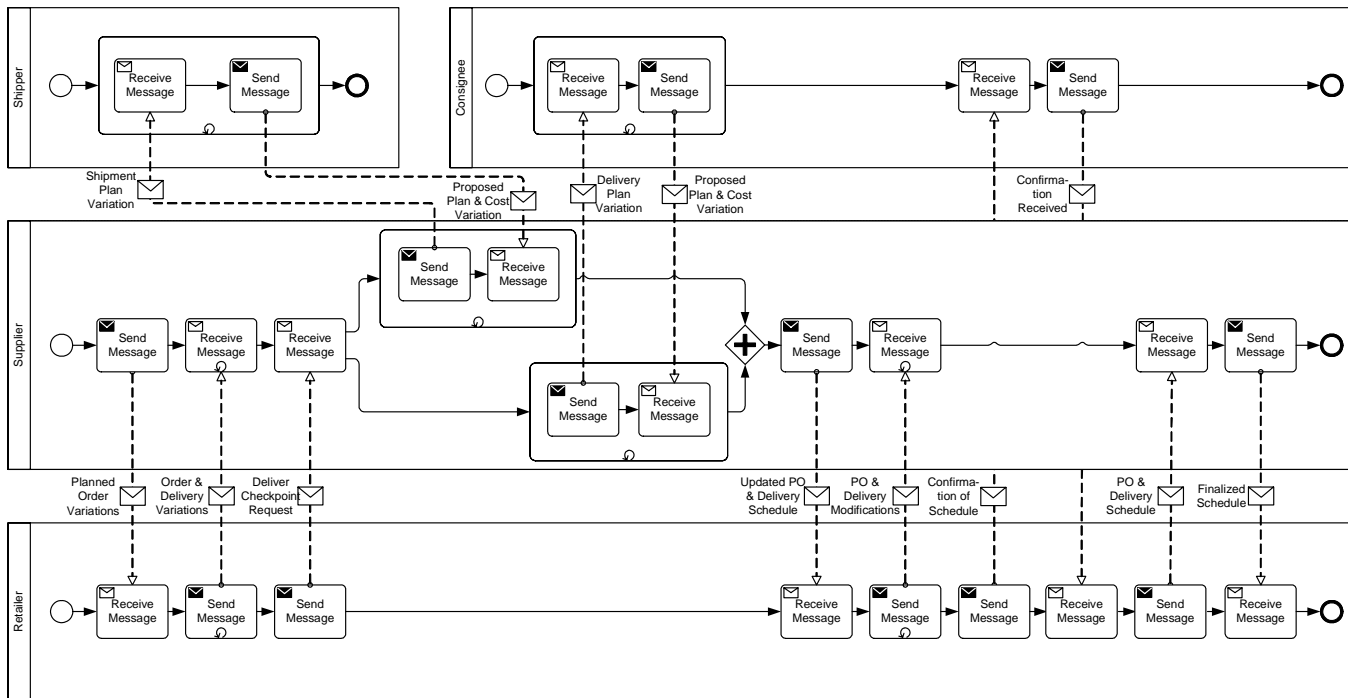 Shipper
Receive
Message
Send
Message
Consignee
Receive
Message
Send
Message
Receive
Message
Send
Message
Shipment
Plan
Variation
Proposed
Plan & Cost
Variation
Delivery
Plan
Variation
Proposed
Plan & Cost
Variation
Confirma-
tion
Received
Supplier
Send
Message
Receive
Message
Send
Message
Receive
Message
Receive
Message
Send
Message
Receive
Message
Send
Message
Receive
Message
Receive
Message
Send
Message
Planned
Order
Variations
Order &
Delivery
Variations
Deliver
Checkpoint
Request
Updated PO
& Delivery
Schedule
PO &
Delivery
Modifications
Confirma-
tion of
Schedule
PO &
Delivery
Schedule
Finalized
Schedule
Retailer
Receive
Message
Send
Message
Send
Message
Receive
Message
Send
Message
Send
Message
Receive
Message
Send
Message
Receive
Message